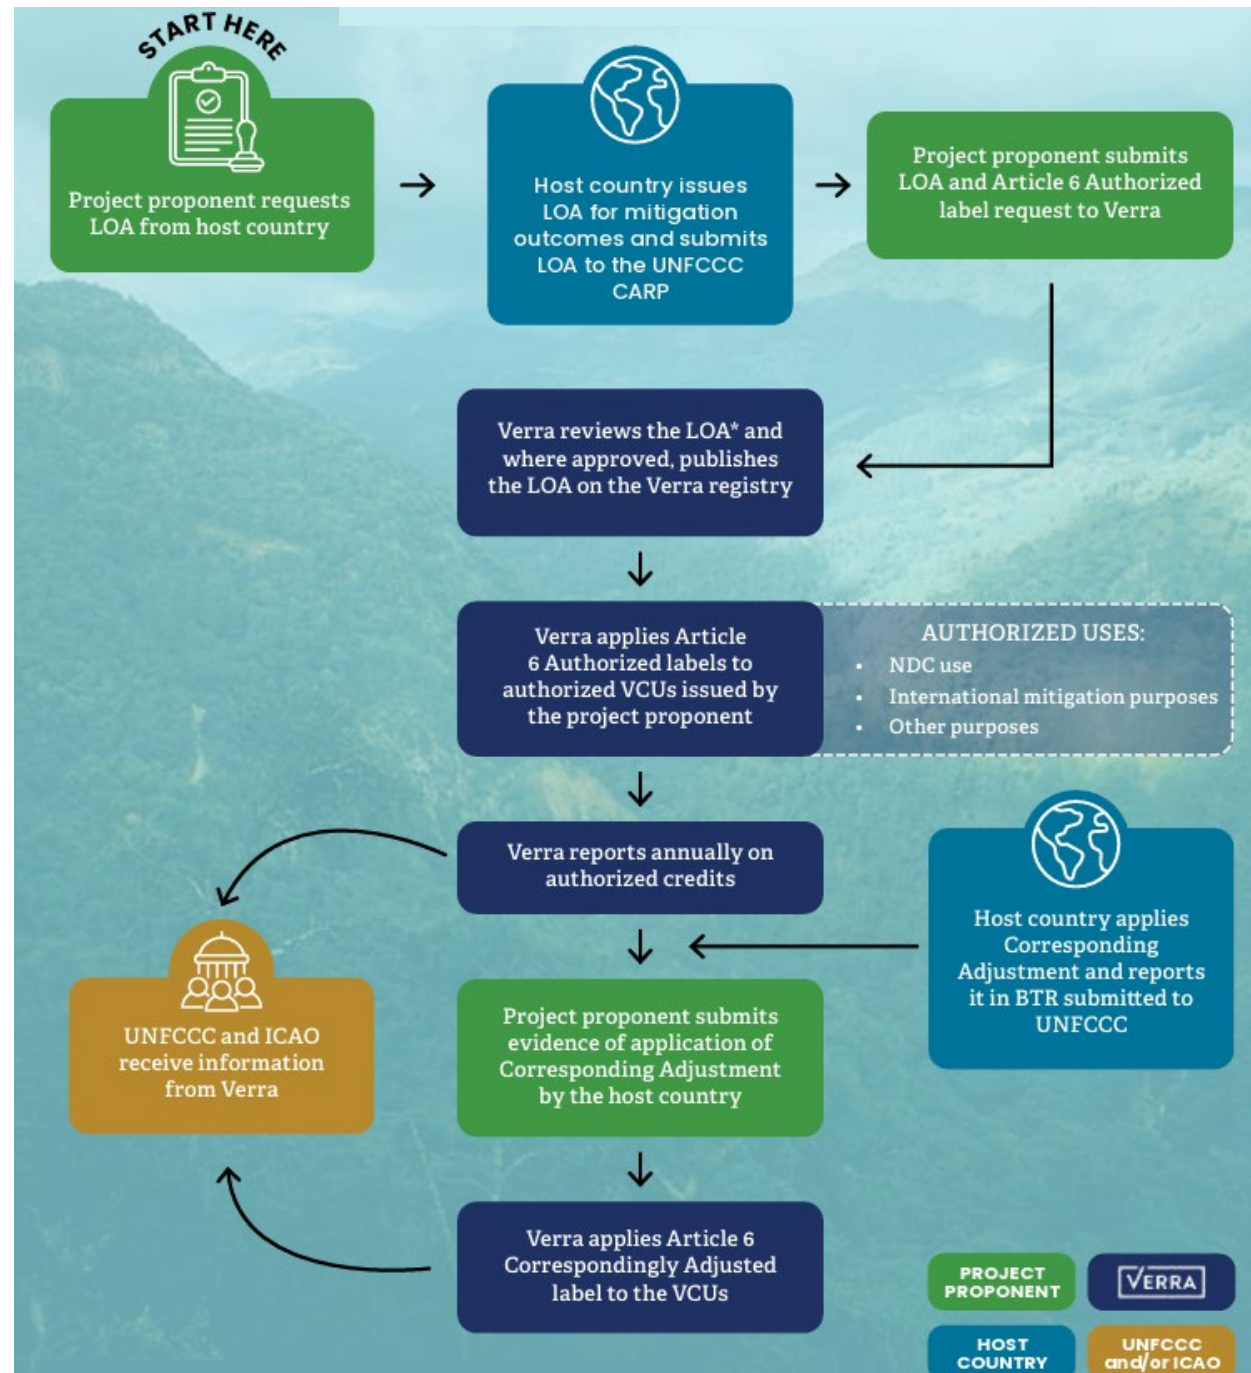 START HERE
Project proponent requests
LOA from host country
Host country issues
LOA for mitigation
outcomes and submits
LOA to the UNFCCC
CARP
Project proponent submits
LOA and Article 6 Authorized
label request to Verra
Verra reviews the LOA* and
where approved, publishes
the LOA on the Verra registry
Verra applies Article
6 Authorized labels to
authorized VCUs issued by
the project proponent
AUTHORIZED USES:
• NDC use
• International mitigation purposes
• Other purposes
Verra reports annually on
authorized credits
Host country applies
Corresponding
Adjustment and reports
it in BTR submitted to
UNFCCC
UNFCCC and ICAO
receive information
from Verra
Project proponent submits
evidence of application of
Corresponding Adjustment
by the host country
Verra applies Article 6
Correspondingly Adjusted
label to the VCUs
PROJECT
PROPONENT
VERRA
HOST
COUNTRY
UNFCCC
and/or ICAO